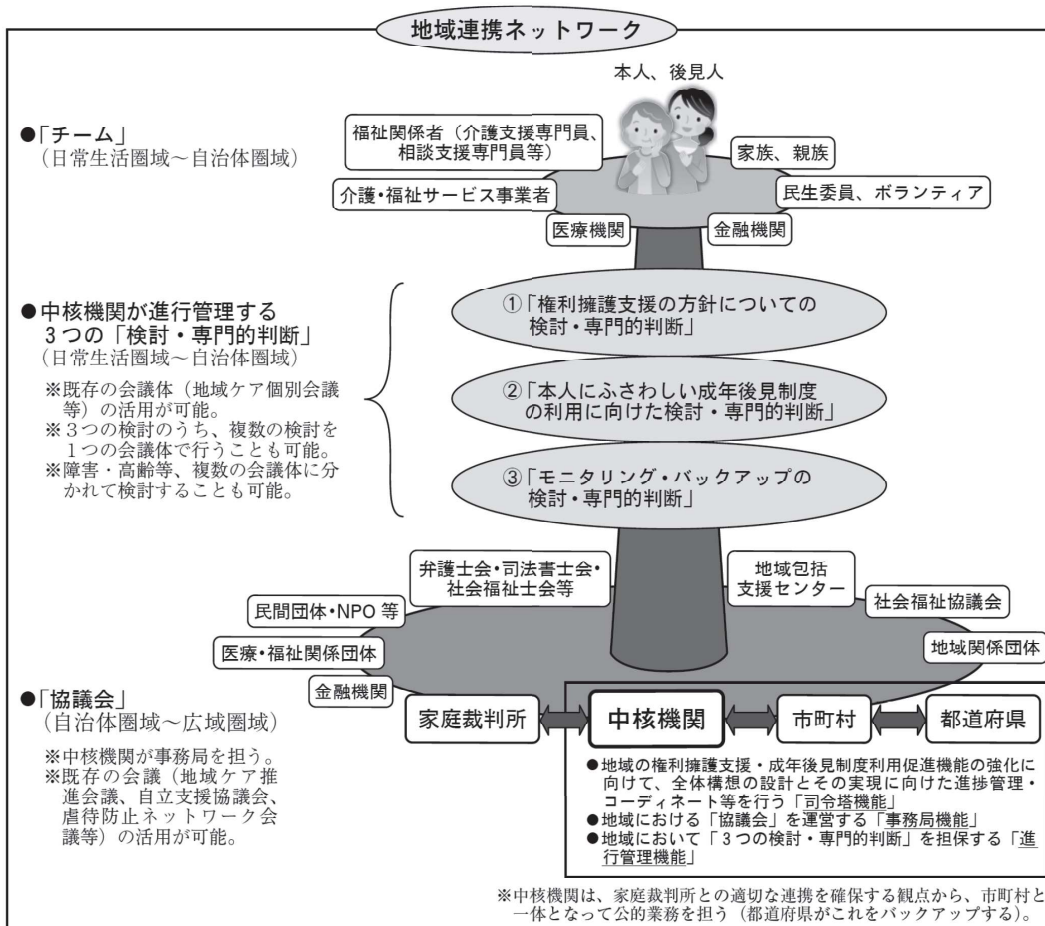 地域連携ネットワーク
本人、後見人
●「チーム」
（日常生活圏域～自治体圏域）
福祉関係者（介護支援専門員、
相談支援専門員等）
家族、親族
介護・福祉サービス事業者
民生委員、ボランティア
医療機関
金融機関
●中核機関が進行管理する
３つの「検討・専門的判断」
（日常生活圏域～自治体圏域）
※既存の会議体（地域ケア個別会議
等）の活用が可能。
※３つの検討のうち、複数の検討を
１つの会議体で行うことも可能。
※障害・高齢等、複数の会議体に分
かれて検討することも可能。
①「権利擁護支援の方針についての
検討・専門的判断」
②「本人にふさわしい成年後見制度
の利用に向けた検討・専門的判断」
③「モニタリング・バックアップの
検討・専門的判断」
弁護士会・司法書士会・
社会福祉士会等
地域包括
支援センター
民間団体・NPO 等
社会福祉協議会
医療・福祉関係団体
地域関係団体
金融機関
●「協議会」
（自治体圏域～広域圏域）
※中核機関が事務局を担う。
※既存の会議（地域ケア推
進会議、自立支援協議会、
虐待防止ネットワーク会
議等）の活用が可能。
家庭裁判所
中核機関
市町村
都道府県
●地域の権利擁護支援・成年後見制度利用促進機能の強化に
向けて、全体構想の設計とその実現に向けた進捗管理・
コーディネート等を行う「司令塔機能」
●地域における「協議会」を運営する「事務局機能」
●地域において「３つの検討・専門的判断」を担保する「進
行管理機能」
※中核機関は、家庭裁判所との適切な連携を確保する観点から、市町村と
一体となって公的業務を担う（都道府県がこれをバックアップする）。